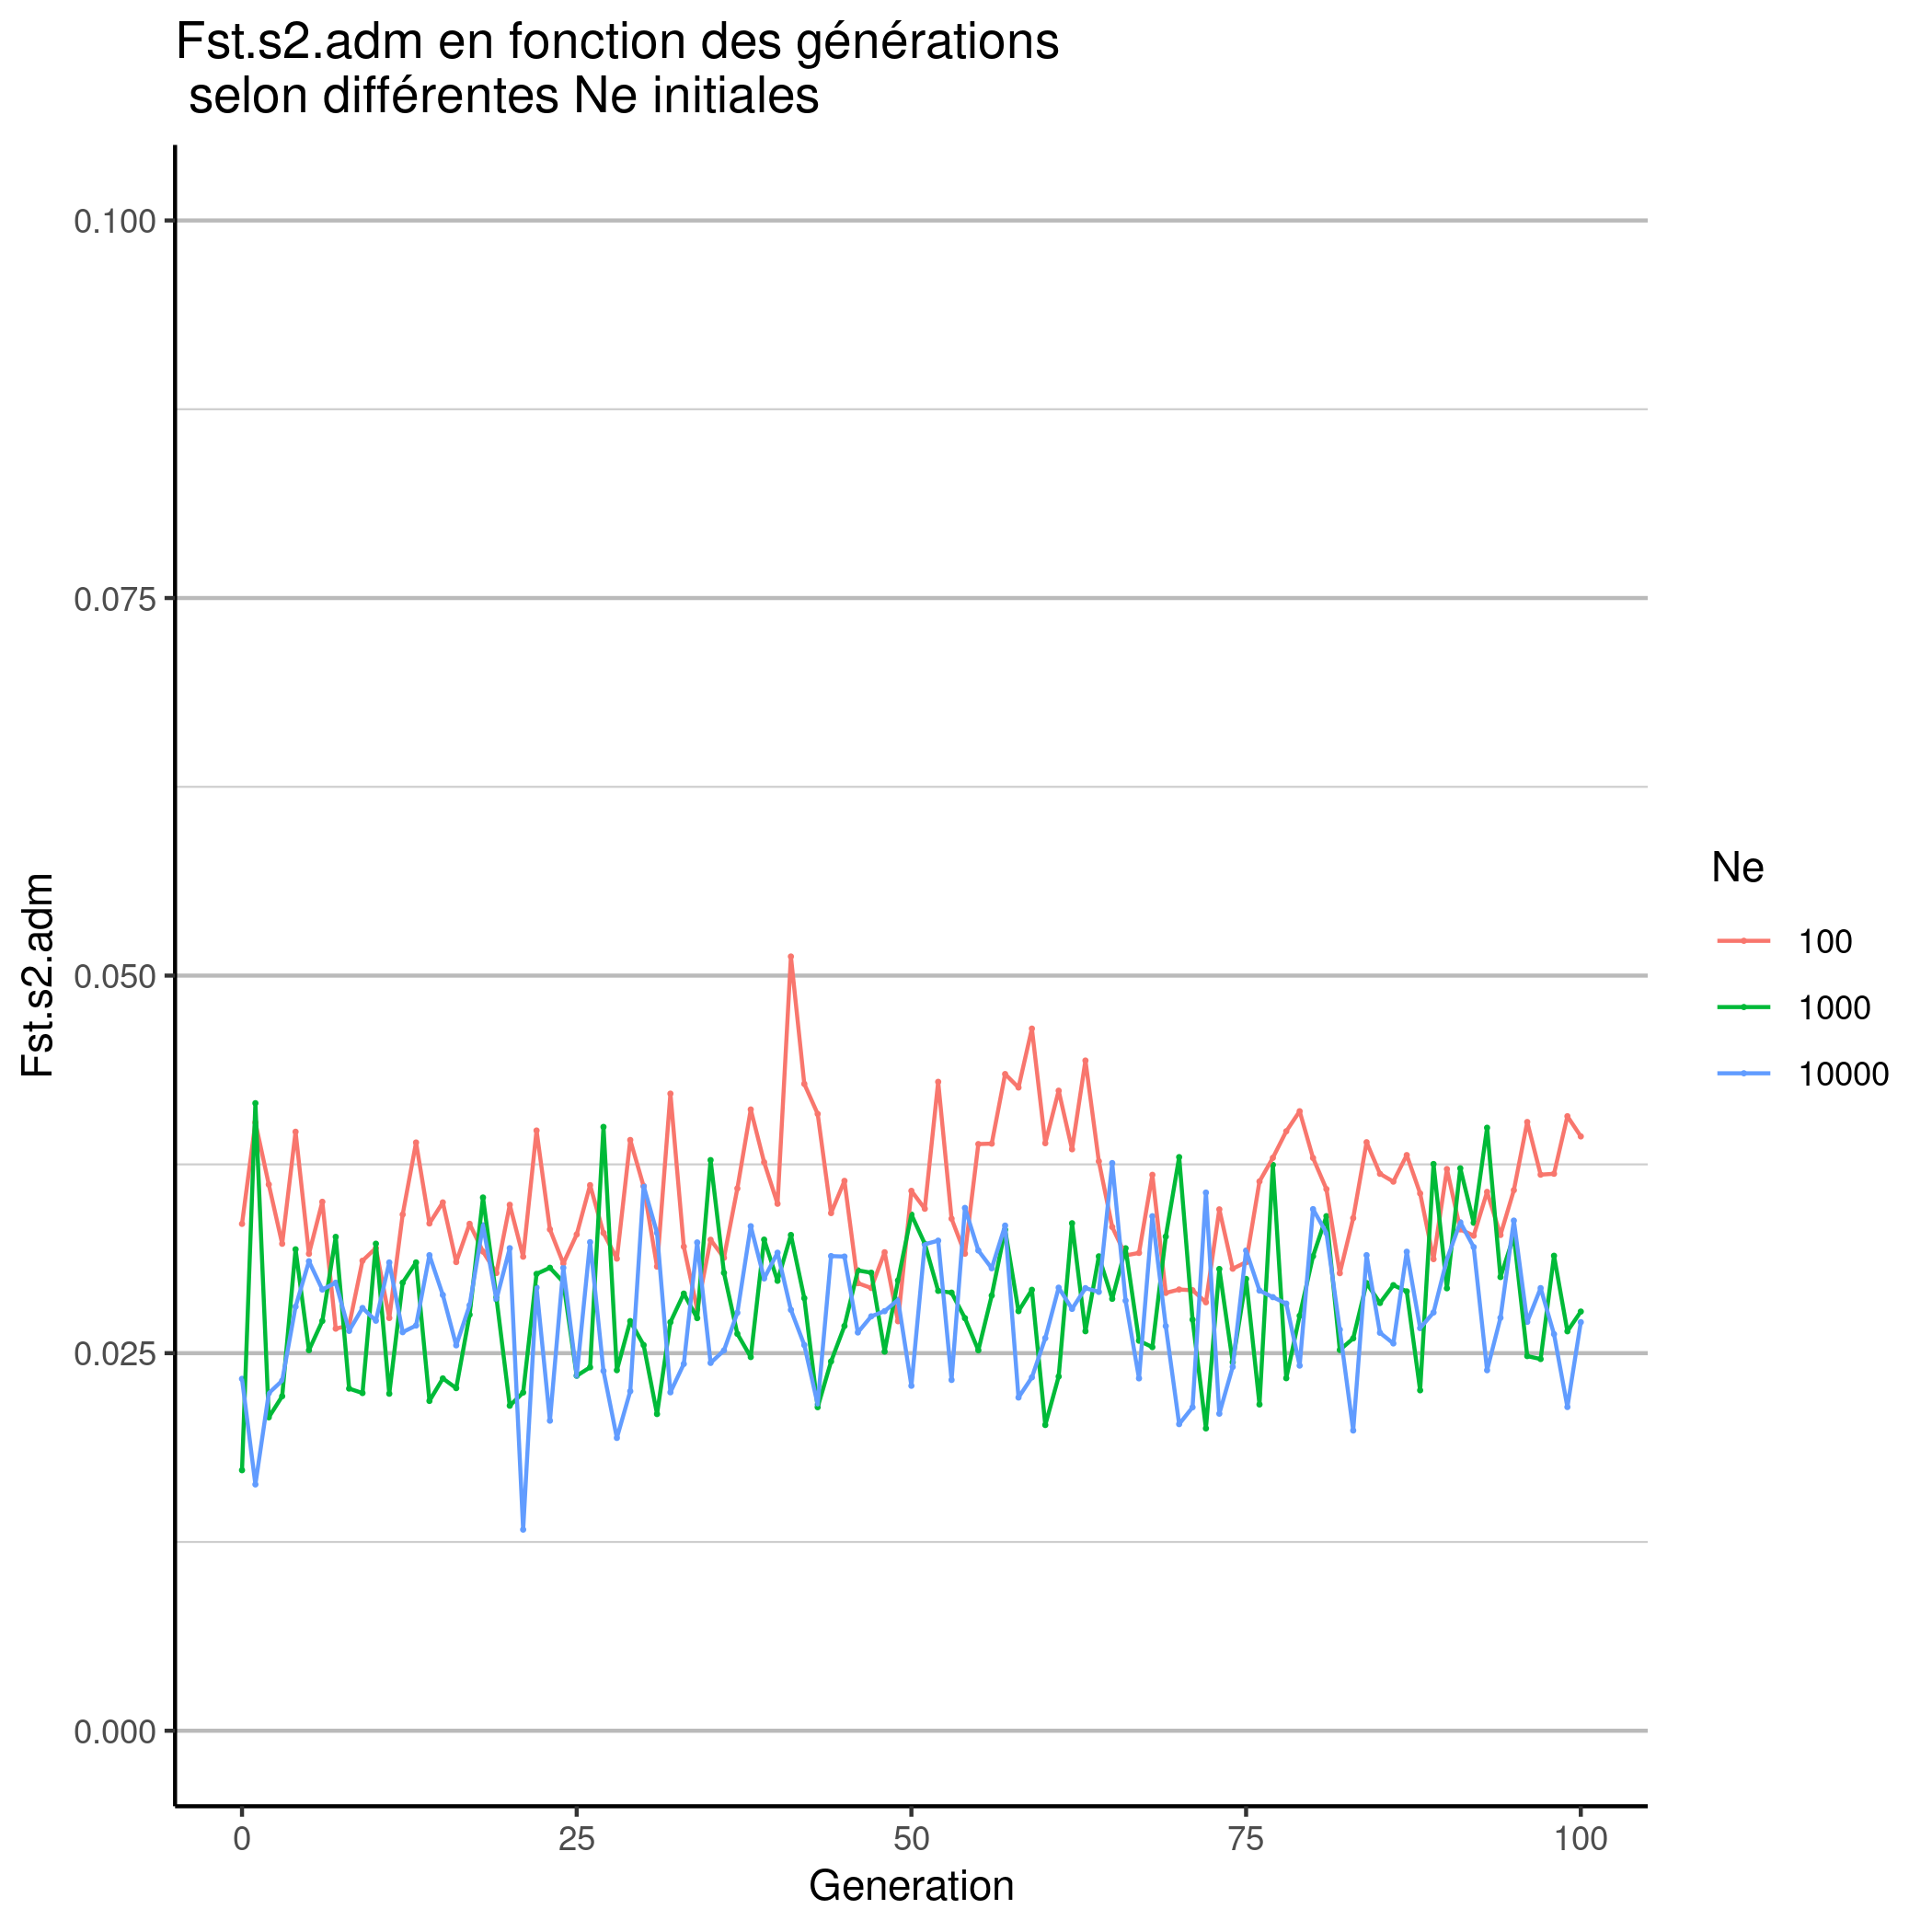 Fst.s2.adm en fonction des générations
selon différentes Ne initiales
0.100
0.075
0.050
0.025
0.000
Fst.s2.adm
0 25 50 75 100
Generation
Ne
100
1000
10000